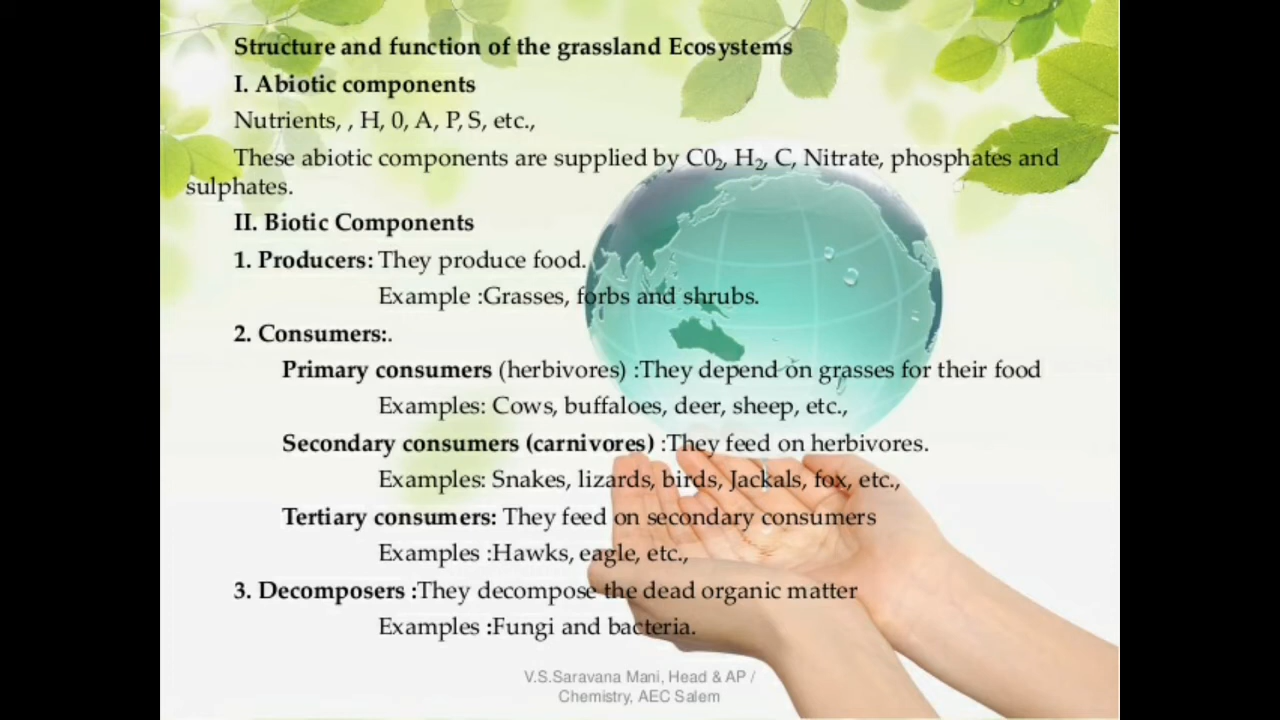 Structure and function of the grassland Ecosystems
I. Abiotic components
Nutrients, , H, 0, A, P, S, etc.,
These abiotic components are supplied by C0₂, H₂, C, Nitrate, phosphates and
sulphates.
II. Biotic Components
1. Producers: They produce food.
Example :Grasses, forbs and shrubs.
2. Consumers:.
Primary consumers (herbivores) :They depend on grasses for their food
Examples: Cows, buffaloes, deer, sheep, etc.,
Secondary consumers (carnivores) :They feed on herbivores.
Examples: Snakes, lizards, birds, Jackals, fox, etc.,
Tertiary consumers: They feed on secondary consumers
Examples :Hawks, eagle, etc.,
3. Decomposers :They decompose the dead organic matter
Examples :Fungi and bacteria.
V.S.Saravana Mani, Head & AP /
Chemistry, AEC Salem